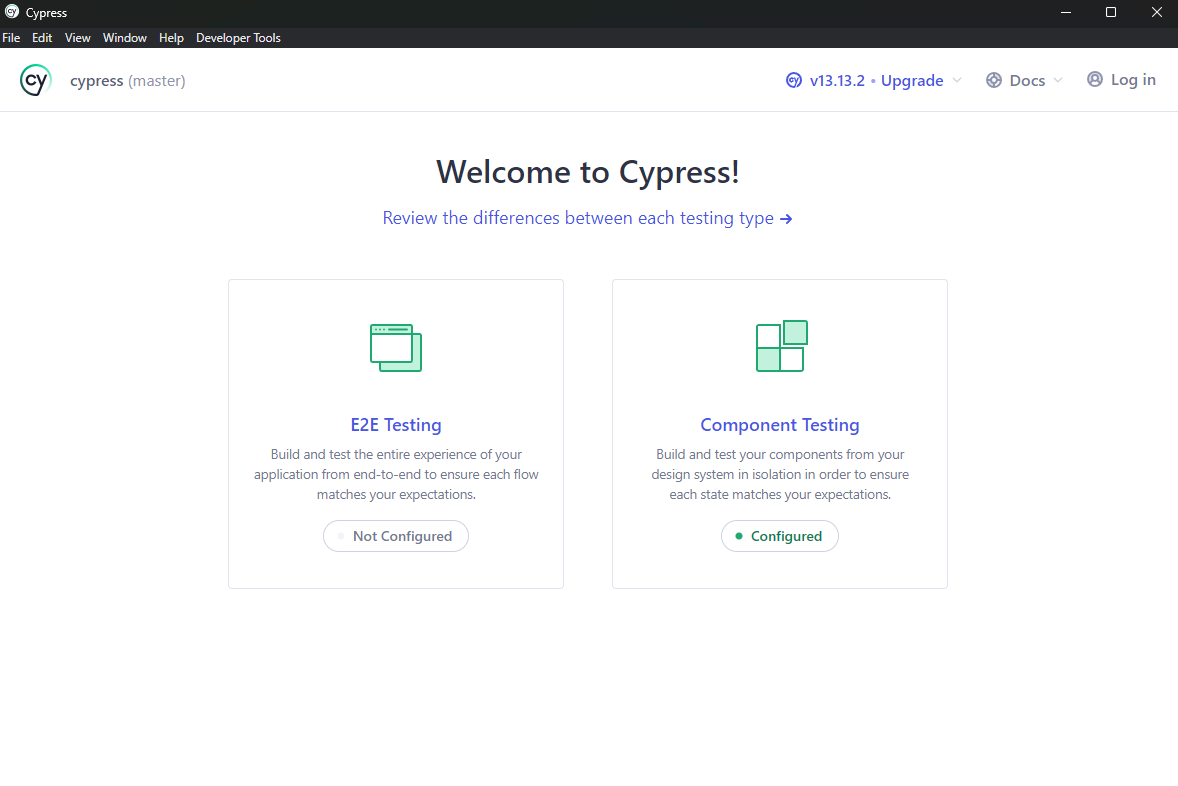 cy Cypress
File Edit View Window Help Developer Tools
cy cypress (master) cy v13.13.2 • Upgrade Docs Log in
Welcome to Cypress!
Review the differences between each testing type →
E2E Testing
Build and test the entire experience of your
application from end-to-end to ensure each flow
matches your expectations.
Not Configured
Component Testing
Build and test your components from your
design system in isolation in order to ensure
each state matches your expectations.
Configured